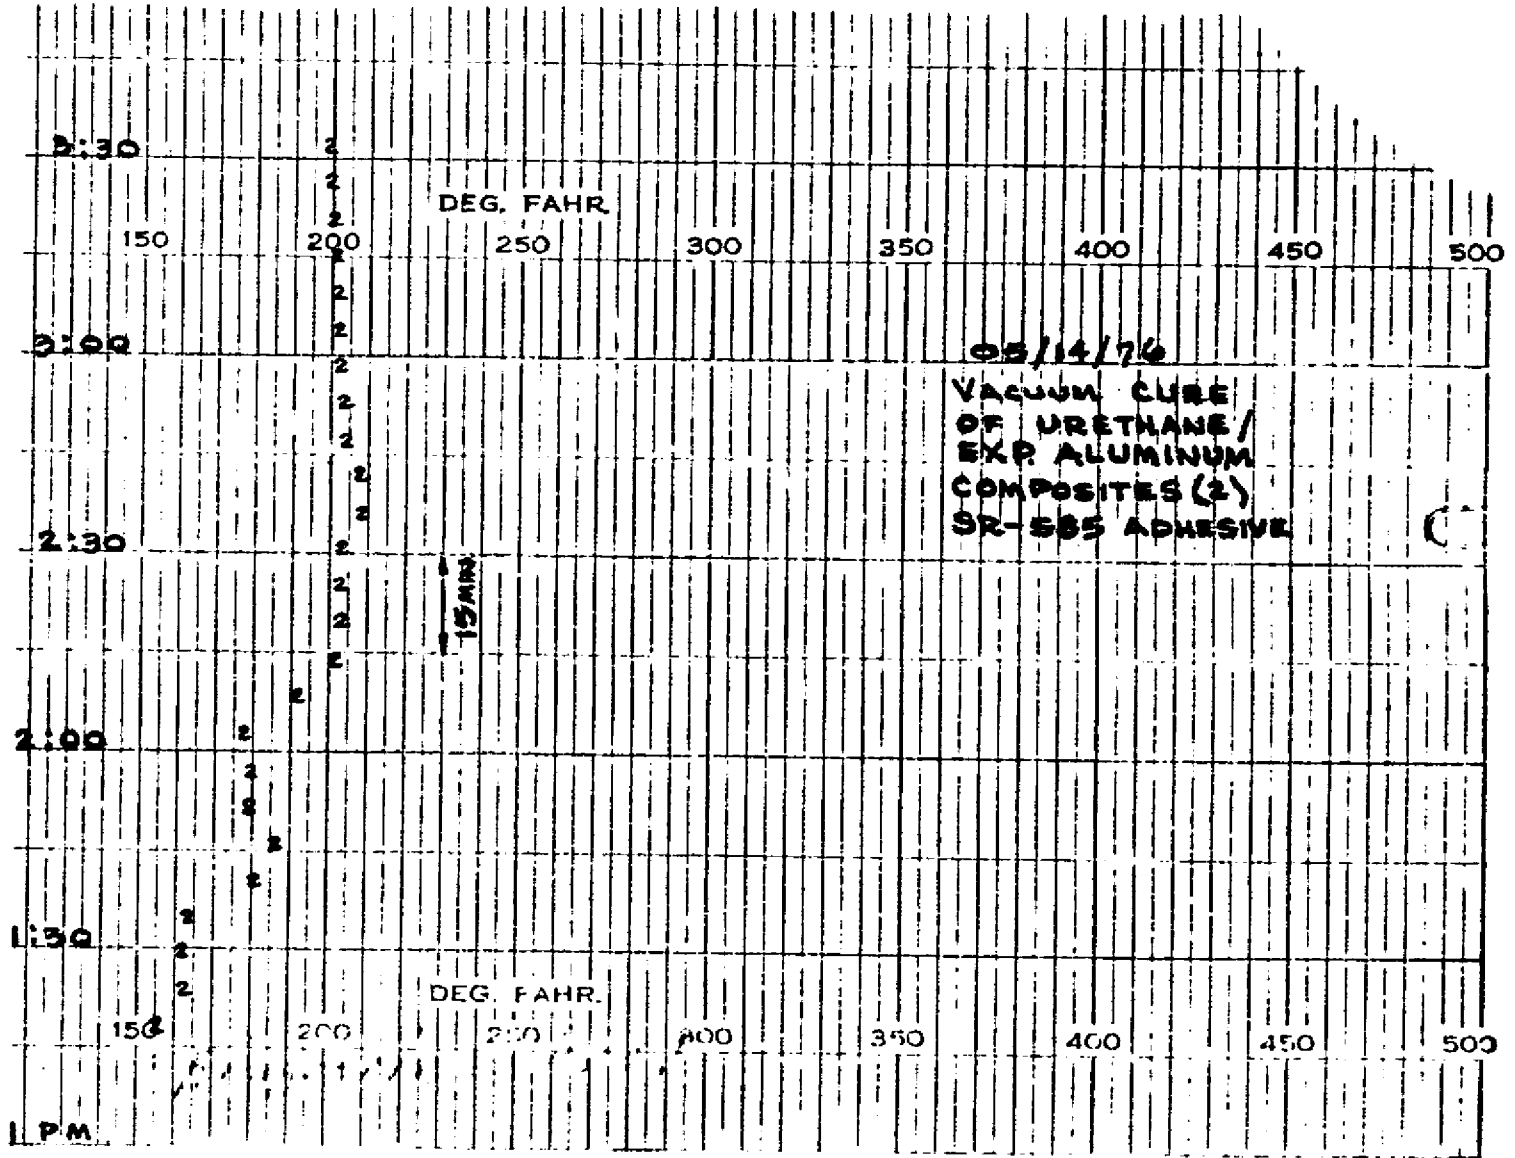 3:30
DEG. FAHR.
150 200 250 300 350 400 450 500
3:00
05/14/76
VACUUM CURE
OF URETHANE/
EXP. ALUMINUM
COMPOSITES (2)
SR-585 ADHESIVE
2:30
15 MIN.
2:00
1:30
DEG. FAHR.
150 200 250 300 350 400 450 500
1 PM